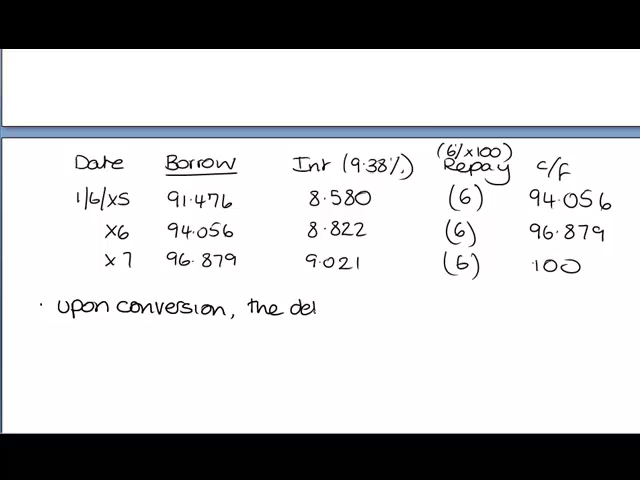 (6/x100)
Date Borrow Int (9.38%) Repay C/F
1/6/x5 91.476 8.580 (6) 94.056
x6 94.056 8.822 (6) 96.879
x7 96.879 9.021 (6) 100
· upon conversion, the del